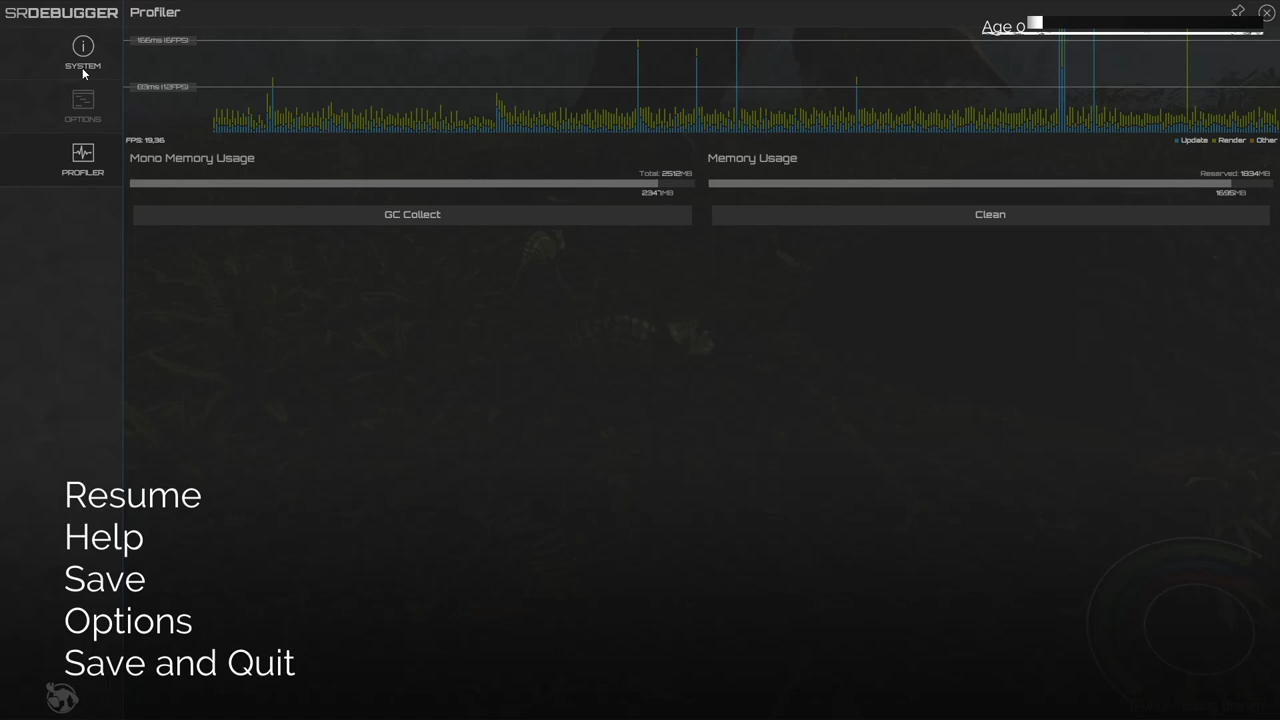 SRDEBUGGER
Profiler
Age o
SYSTEM
OPTIONS
PROFILER
166ms (6FPS)
83ms (12FPS)
FPS: 19,36
Update Render Other
Mono Memory Usage
Total: 2512MB
2347MB
GC Collect
Memory Usage
Reserved: 1834MB
1695MB
Clean
Resume
Help
Save
Options
Save and Quit